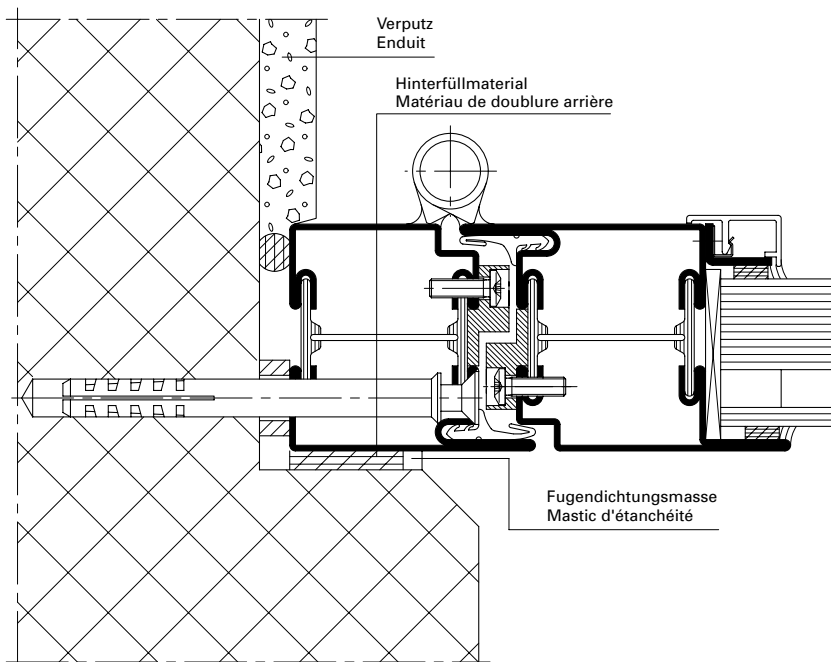 Verputz
Enduit
Hinterfüllmaterial
Matériau de doublure arrière
Fugendichtungsmasse
Mastic d'étanchéité